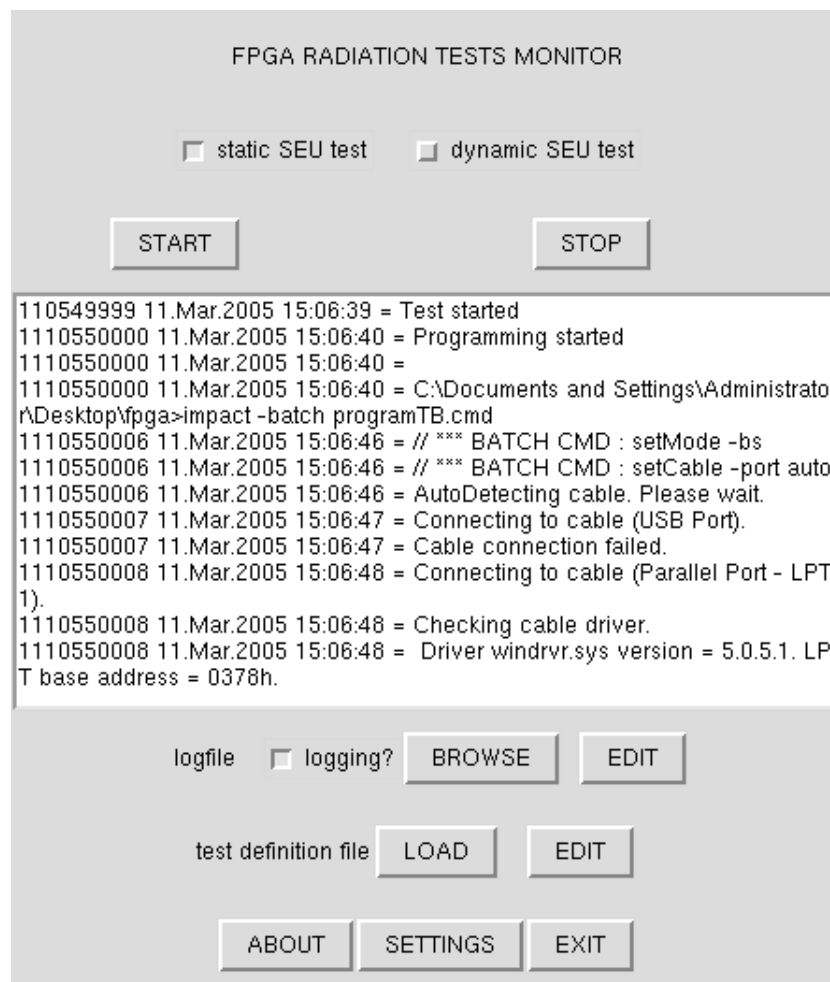 FPGA RADIATION TESTS MONITOR
static SEU test dynamic SEU test
START STOP
110549999 11.Mar.2005 15:06:39 = Test started
1110550000 11.Mar.2005 15:06:40 = Programming started
1110550000 11.Mar.2005 15:06:40 =
1110550000 11.Mar.2005 15:06:40 = C:\Documents and Settings\Administrato
r\Desktop\fpga>impact -batch programTB.cmd
1110550006 11.Mar.2005 15:06:46 = // *** BATCH CMD : setMode -bs
1110550006 11.Mar.2005 15:06:46 = // *** BATCH CMD : setCable -port auto
1110550006 11.Mar.2005 15:06:46 = AutoDetecting cable. Please wait.
1110550007 11.Mar.2005 15:06:47 = Connecting to cable (USB Port).
1110550007 11.Mar.2005 15:06:47 = Cable connection failed.
1110550008 11.Mar.2005 15:06:48 = Connecting to cable (Parallel Port - LPT
1).
1110550008 11.Mar.2005 15:06:48 = Checking cable driver.
1110550008 11.Mar.2005 15:06:48 =  Driver windrvr.sys version = 5.0.5.1. LP
T base address = 0378h.
logfile logging? BROWSE EDIT
test definition file LOAD EDIT
ABOUT SETTINGS EXIT